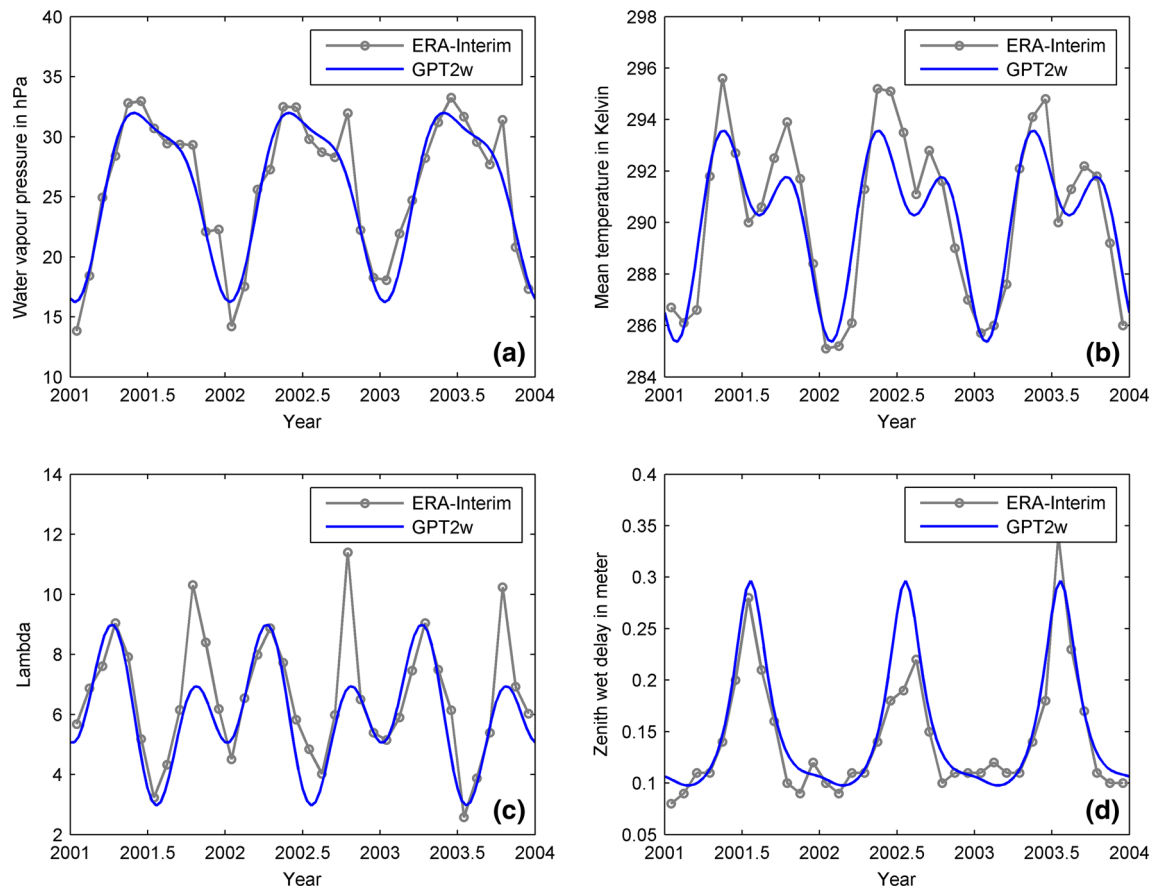 40
35
30
25
20
15
10
Water vapour pressure in hPa
ERA-Interim
GPT2w
(a)
2001 2001.5 2002 2002.5 2003 2003.5 2004
Year
298
296
294
292
290
288
286
284
Mean temperature in Kelvin
ERA-Interim
GPT2w
(b)
2001 2001.5 2002 2002.5 2003 2003.5 2004
Year
14
12
10
8
6
4
2
Lambda
ERA-Interim
GPT2w
(c)
2001 2001.5 2002 2002.5 2003 2003.5 2004
Year
0.4
0.35
0.3
0.25
0.2
0.15
0.1
0.05
Zenith wet delay in meter
ERA-Interim
GPT2w
(d)
2001 2001.5 2002 2002.5 2003 2003.5 2004
Year